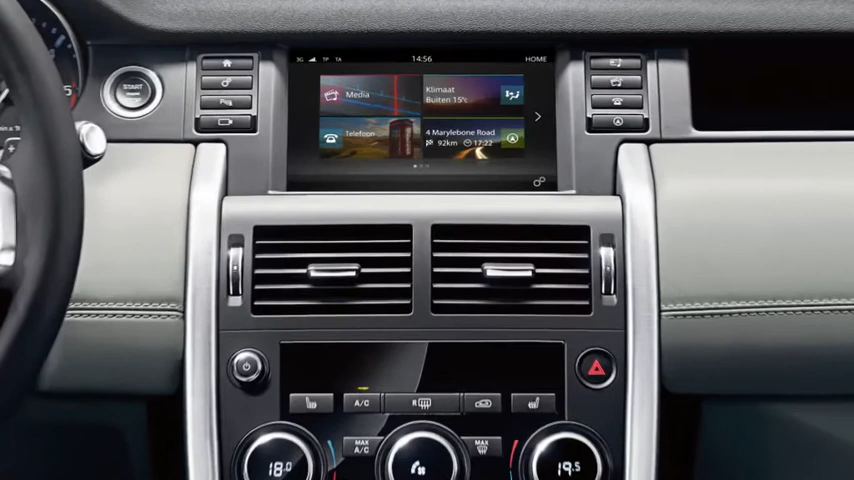 3G TP TA 14:56 HOME
START
Media
Klimaat
Buiten 15°c
Telefoon
4 Marylebone Road
92km 17:22
A/C R
MAX
A/C
MAX
18.0
19.5